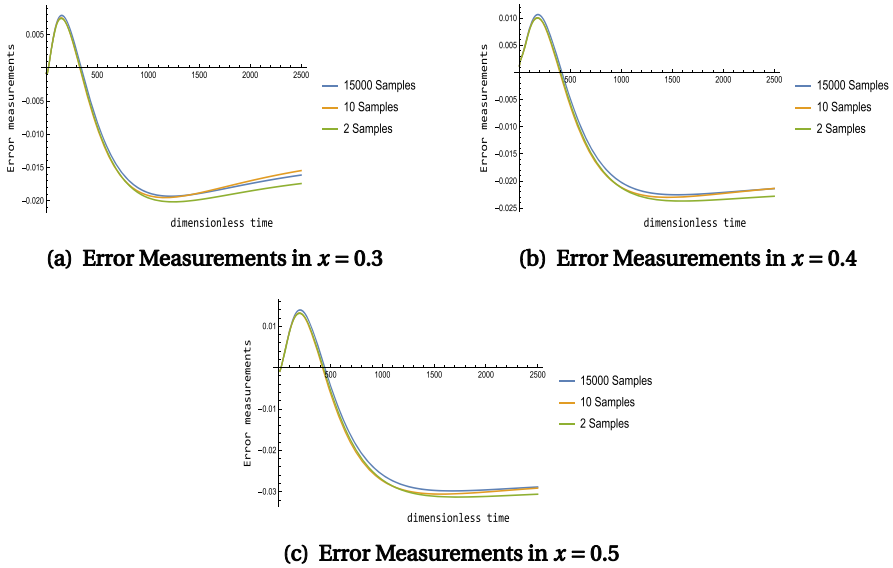 0.005
-0.005
-0.010
-0.015
-0.020
500
1000
1500
2000
2500
Error measurements
dimensionless time
15000 Samples
10 Samples
2 Samples
(a) Error Measurements in x = 0.3
0.010
0.005
-0.005
-0.010
-0.015
-0.020
-0.025
500
1000
1500
2000
2500
Error measurements
dimensionless time
15000 Samples
10 Samples
2 Samples
(b) Error Measurements in x = 0.4
0.01
-0.01
-0.02
-0.03
500
1000
1500
2000
2500
Error measurements
dimensionless time
15000 Samples
10 Samples
2 Samples
(c) Error Measurements in x = 0.5